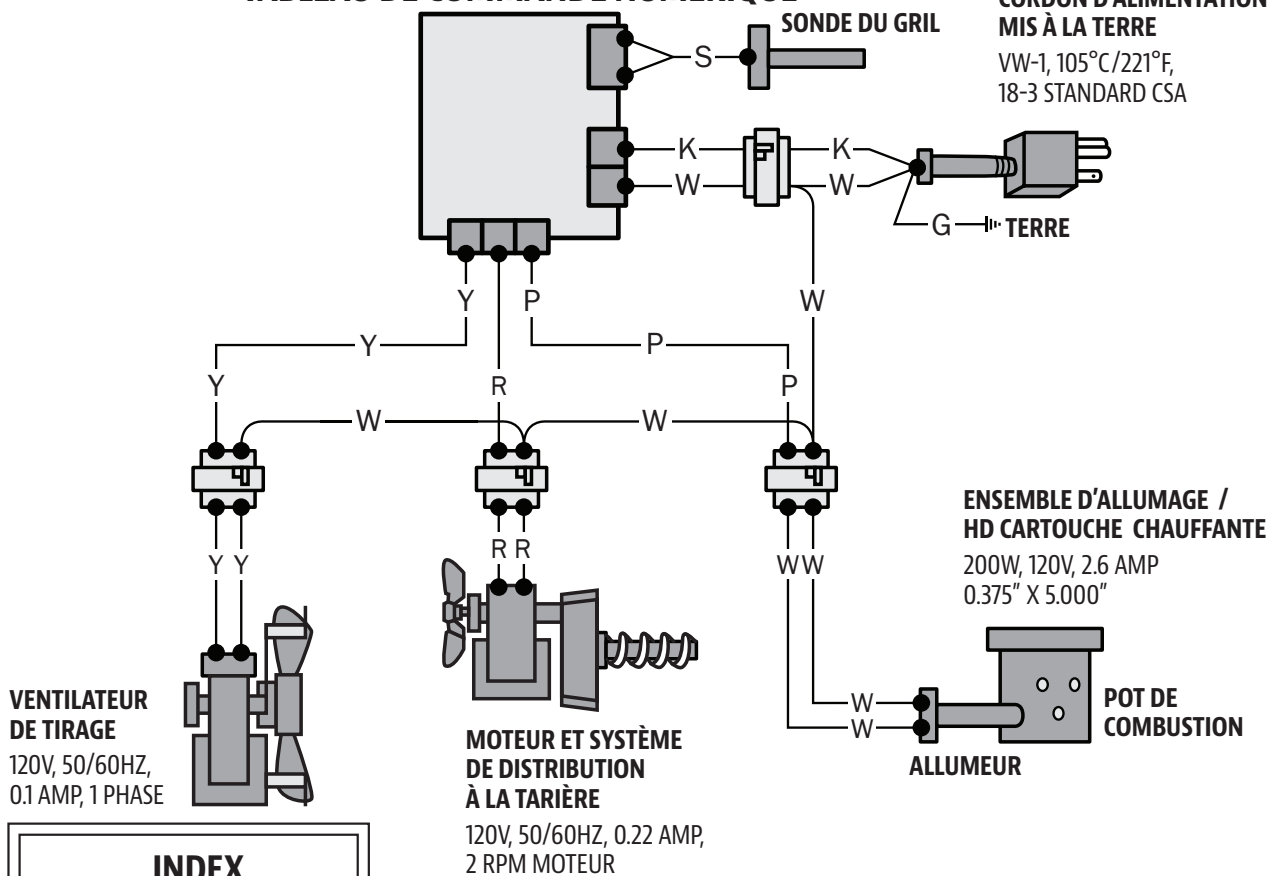 TABLEAU DE COMMANDE NUMÉRIQUE
SONDE DU GRIL
CORDON D'ALIMENTATION
MIS À LA TERRE
VW-1, 105°C/221°F,
18-3 STANDARD CSA
S
K
K
W
W
G
TERRE
Y
P
W
Y
P
Y
R
P
W
W
Y Y
R R
W W
VENTILATEUR
DE TIRAGE
120V, 50/60HZ,
0.1 AMP, 1 PHASE
MOTEUR ET SYSTÈME
DE DISTRIBUTION
À LA TARIÈRE
120V, 50/60HZ, 0.22 AMP,
2 RPM MOTEUR
ENSEMBLE D'ALLUMAGE /
HD CARTOUCHE CHAUFFANTE
200W, 120V, 2.6 AMP
0.375" X 5.000"
W
W
POT DE
COMBUSTION
ALLUMEUR
INDEX